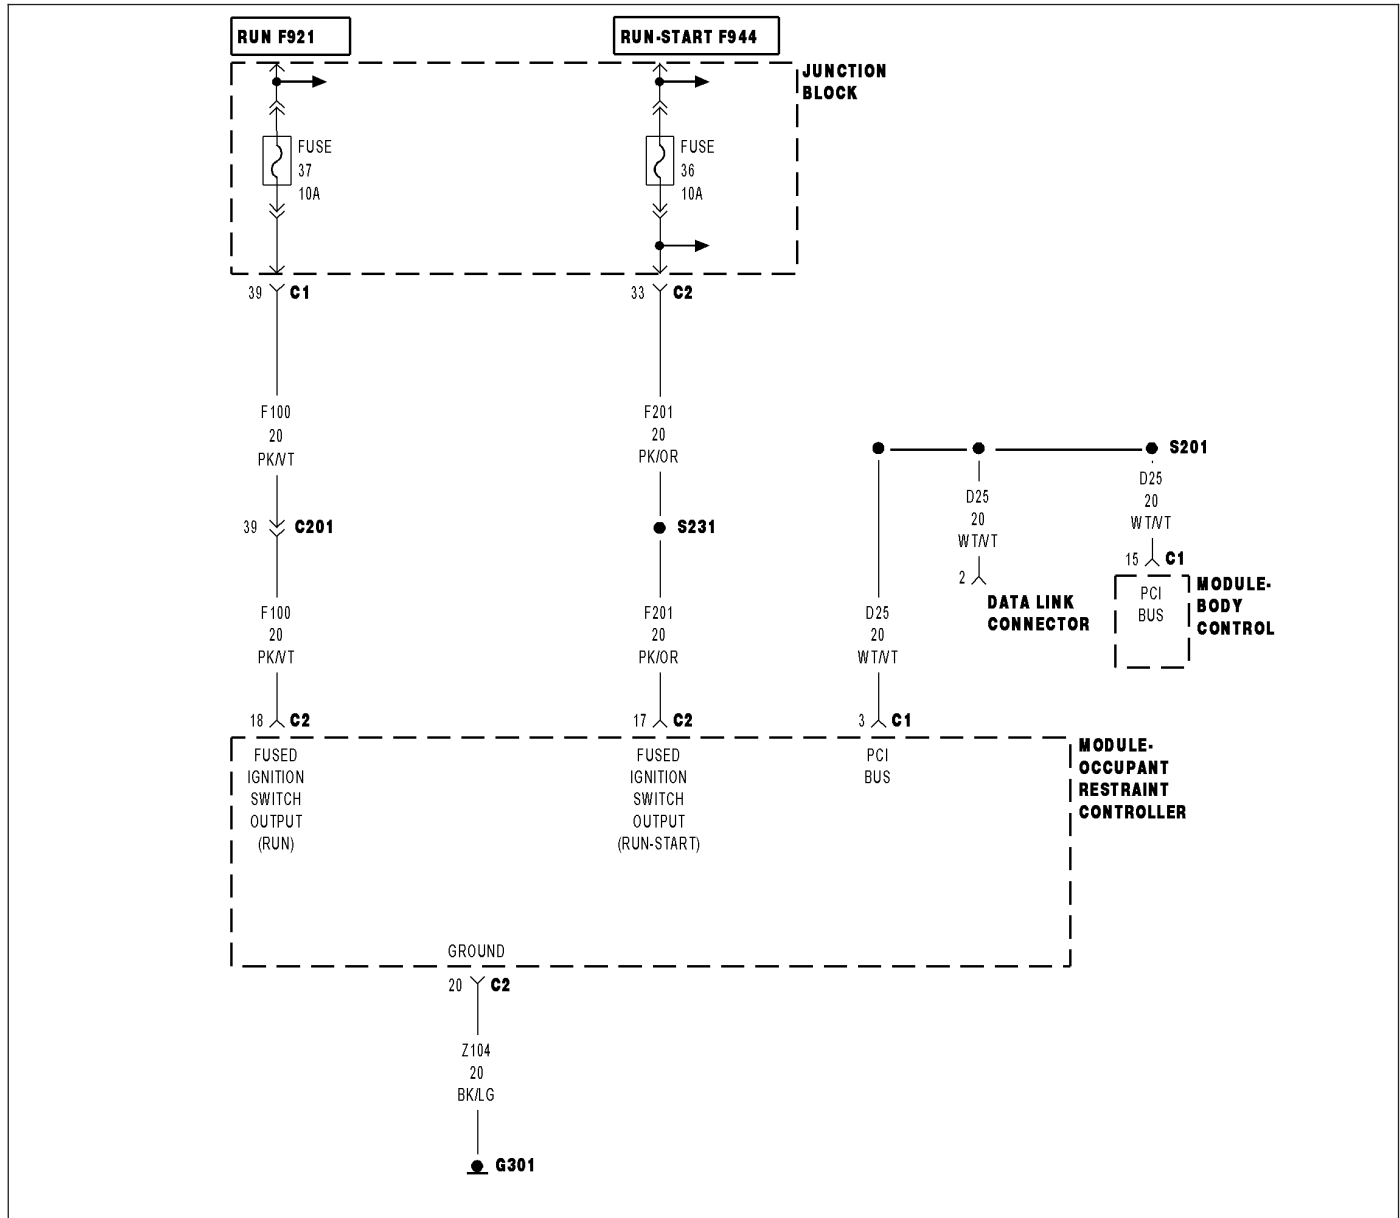 RUN F921
RUN-START F944
JUNCTION
BLOCK
FUSE
37
10A
FUSE
36
10A
39 C1
33 C2
F100
20
PK/VT
F201
20
PK/OR
S201
D25
20
WT/VT
D25
20
WT/VT
39 C201
S231
15 C1
2
DATA LINK
CONNECTOR
PCI
BUS
MODULE-
BODY
CONTROL
F100
20
PK/VT
F201
20
PK/OR
D25
20
WT/VT
18 C2
17 C2
3 C1
FUSED
IGNITION
SWITCH
OUTPUT
(RUN)
FUSED
IGNITION
SWITCH
OUTPUT
(RUN-START)
PCI
BUS
MODULE-
OCCUPANT
RESTRAINT
CONTROLLER
GROUND
20 C2
Z104
20
BK/LG
G301